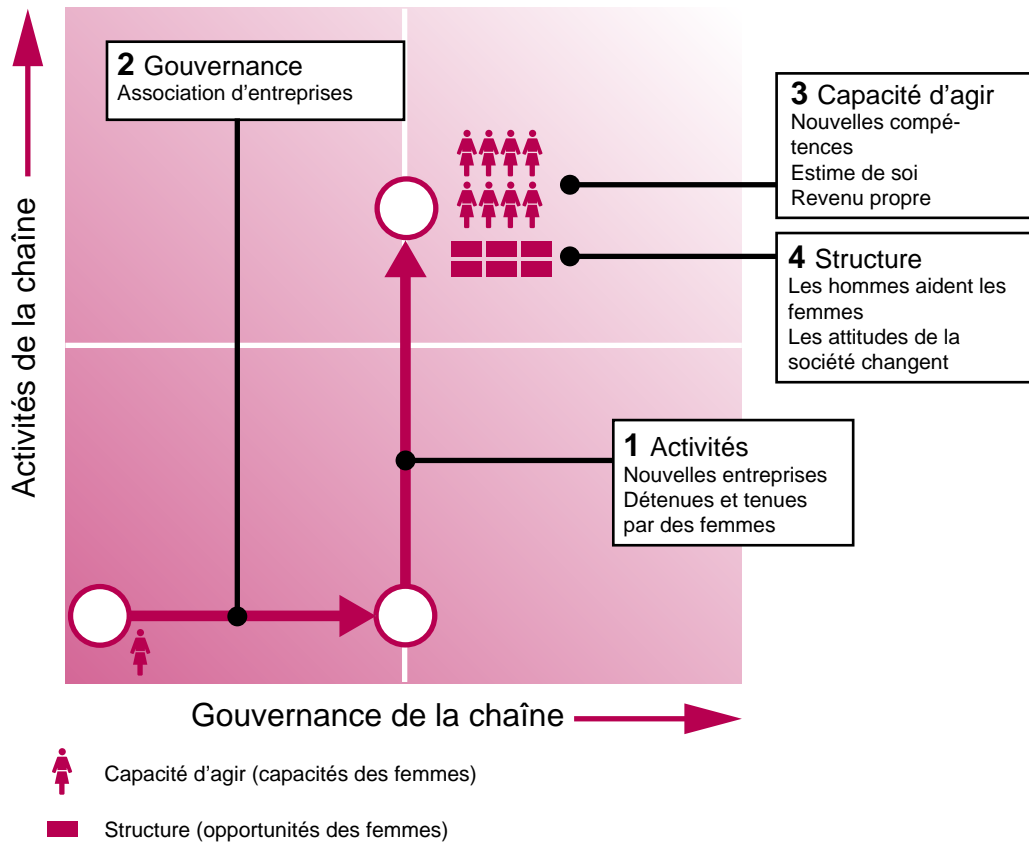 Activités de la chaîne
2 Gouvernance
Association d'entreprises
3 Capacité d'agir
Nouvelles compé-
tences
Estime de soi
Revenu propre
4 Structure
Les hommes aident les
femmes
Les attitudes de la
société changent
1 Activités
Nouvelles entreprises
Détenues et tenues
par des femmes
Gouvernance de la chaîne
Capacité d'agir (capacités des femmes)
Structure (opportunités des femmes)